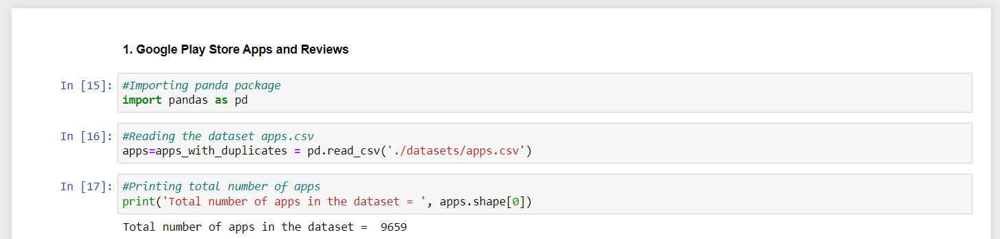 1. Google Play Store Apps and Reviews
In [15]: #Importing panda package
import pandas as pd
In [16]: #Reading the dataset apps.csv
apps=apps_with_duplicates = pd.read_csv('./datasets/apps.csv')
In [17]: #Printing total number of apps
print('Total number of apps in the dataset = ', apps.shape[0])
Total number of apps in the dataset =  9659